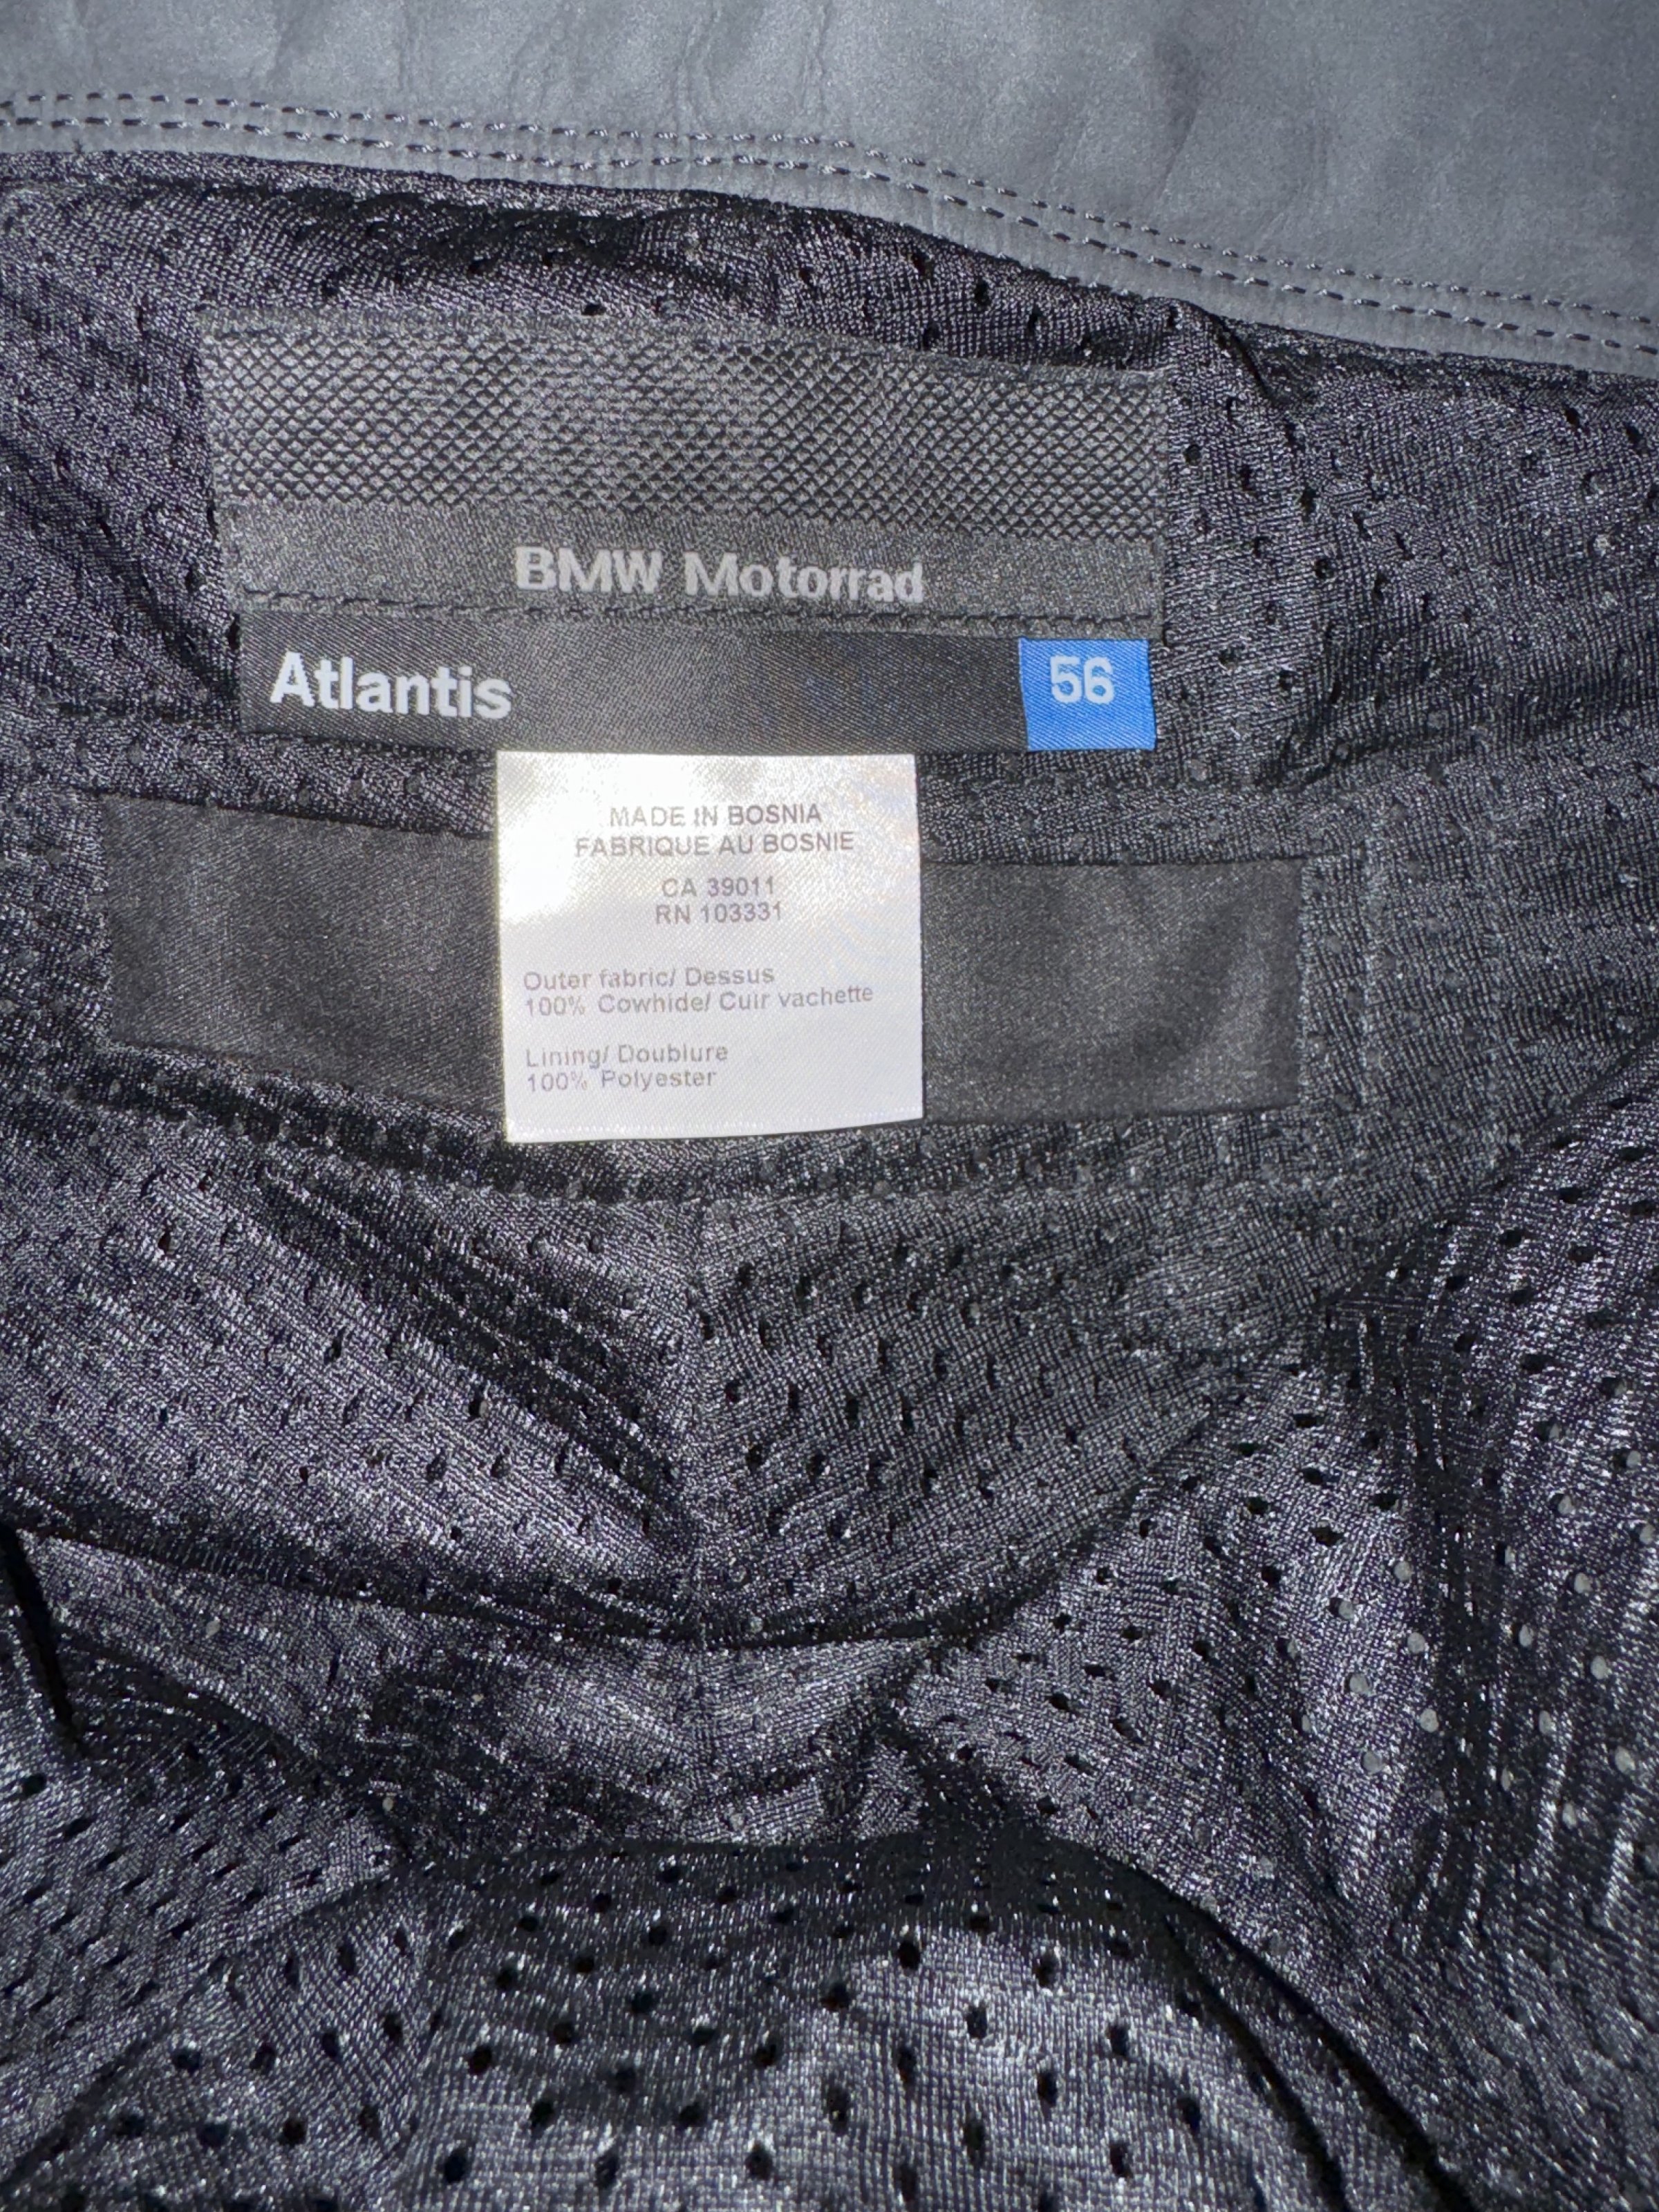 BMW Motorrad
Atlantis 56
MADE IN BOSNIA
FABRIQUE AU BOSNIE
CA 39011
RN 103331
Outer fabric/ Dessus
100% Cowhide/ Cuir vachette
Lining/ Doublure
100% Polyester